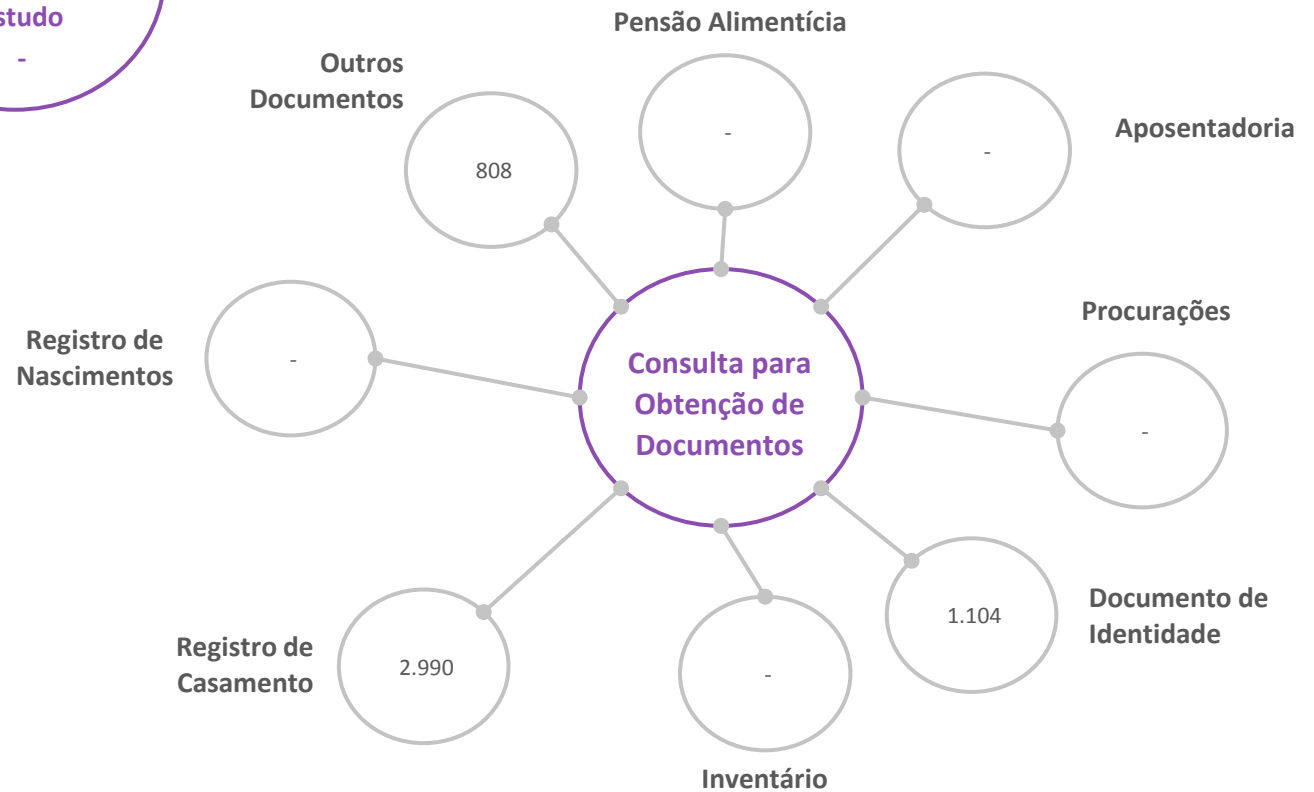 studo
-
Pensão Alimentícia
-
Outros
Documentos
808
Aposentadoria
-
Registro de
Nascimentos
-
Procurações
-
Consulta para
Obtenção de
Documentos
Registro de
Casamento
2.990
Documento de
Identidade
1.104
-
Inventário